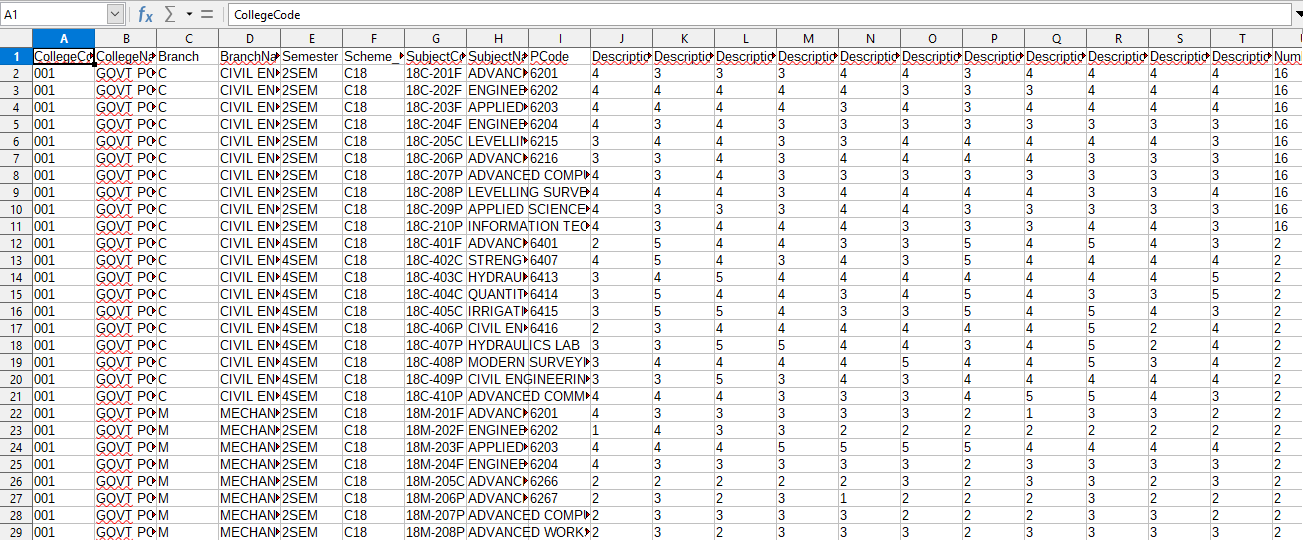 A1 fx Σ = CollegeCode
A B C D E F G H I J K L M N O P Q R S T
1 CollegeCo CollegeNa Branch BranchNa Semester Scheme_ SubjectCo SubjectNa PCode Descriptio Descriptio Descriptio Descriptio Descriptio Descriptio Descriptio Descriptio Descriptio Descriptio Descriptio Num
2 001 GOVT PO C CIVIL EN 2SEM C18 18C-201F ADVANC 6201 4 3 3 3 4 4 3 4 4 4 4 16
3 001 GOVT PO C CIVIL EN 2SEM C18 18C-202F ENGINEE 6202 4 4 4 4 4 3 3 3 4 4 4 16
4 001 GOVT PO C CIVIL EN 2SEM C18 18C-203F APPLIED 6203 4 4 4 4 3 4 3 4 4 4 4 16
5 001 GOVT PO C CIVIL EN 2SEM C18 18C-204F ENGINEE 6204 4 3 4 3 3 3 3 3 3 3 3 16
6 001 GOVT PO C CIVIL EN 2SEM C18 18C-205C LEVELLIN 6215 3 4 4 3 3 4 4 4 4 4 3 16
7 001 GOVT PO C CIVIL EN 2SEM C18 18C-206P ADVANC 6216 3 3 4 3 4 4 4 4 3 3 3 16
8 001 GOVT PO C CIVIL EN 2SEM C18 18C-207P ADVANCED COMPU 4 3 4 3 4 4 4 4 4 4 3 16
9 001 GOVT PO C CIVIL EN 2SEM C18 18C-208P LEVELLING SURVE 4 4 4 3 4 4 4 4 3 3 4 16
10 001 GOVT PO C CIVIL EN 2SEM C18 18C-209P APPLIED SCIENCE 4 3 3 3 4 4 3 3 3 3 3 16
11 001 GOVT PO C CIVIL EN 2SEM C18 18C-210P INFORMATION TEC 4 3 4 4 4 3 3 3 4 4 3 16
12 001 GOVT PO C CIVIL EN 4SEM C18 18C-401F ADVANC 6401 2 5 4 4 3 3 5 4 5 4 3 2
13 001 GOVT PO C CIVIL EN 4SEM C18 18C-402C STRENG 6407 4 5 4 3 4 3 5 4 4 4 3 2
14 001 GOVT PO C CIVIL EN 4SEM C18 18C-403C HYDRAU 6413 3 4 5 4 4 4 4 4 4 4 5 2
15 001 GOVT PO C CIVIL EN 4SEM C18 18C-404C QUANTIT 6414 3 5 4 4 3 4 5 4 3 3 5 2
16 001 GOVT PO C CIVIL EN 4SEM C18 18C-405C IRRIGATI 6415 3 5 5 4 3 3 5 4 5 4 3 2
17 001 GOVT PO C CIVIL EN 4SEM C18 18C-406P CIVIL EN 6416 2 3 4 4 4 4 4 4 5 2 4 2
18 001 GOVT PO C CIVIL EN 4SEM C18 18C-407P HYDRAULICS LAB 3 3 5 5 4 4 3 4 5 2 4 2
19 001 GOVT PO C CIVIL EN 4SEM C18 18C-408P MODERN SURVEYI 3 4 4 4 4 5 4 4 5 3 4 2
20 001 GOVT PO C CIVIL EN 4SEM C18 18C-409P CIVIL ENGINEERIN 3 3 5 3 4 3 4 4 4 4 3 2
21 001 GOVT PO C CIVIL EN 4SEM C18 18C-410P ADVANCED COMM 4 4 4 3 3 3 4 5 5 4 4 2
22 001 GOVT PO M MECHAN 2SEM C18 18M-201F ADVANC 6201 4 3 3 3 3 3 2 1 3 3 2 2
23 001 GOVT PO M MECHAN 2SEM C18 18M-202F ENGINEE 6202 1 4 3 3 2 2 2 2 2 2 2 2
24 001 GOVT PO M MECHAN 2SEM C18 18M-203F APPLIED 6203 4 4 4 5 5 5 5 4 4 4 4 2
25 001 GOVT PO M MECHAN 2SEM C18 18M-204F ENGINEE 6204 4 3 3 3 3 3 2 3 3 3 3 2
26 001 GOVT PO M MECHAN 2SEM C18 18M-205C ADVANC 6266 2 2 2 2 2 3 2 3 3 2 3 2
27 001 GOVT PO M MECHAN 2SEM C18 18M-206P ADVANC 6267 2 3 2 3 1 2 2 2 3 3 2 2
28 001 GOVT PO M MECHAN 2SEM C18 18M-207P ADVANCED COMPU 2 3 3 3 3 2 2 2 3 3 2 2
29 001 GOVT PO M MECHAN 2SEM C18 18M-208P ADVANCED WORK 2 3 2 3 3 3 2 3 3 3 3 2